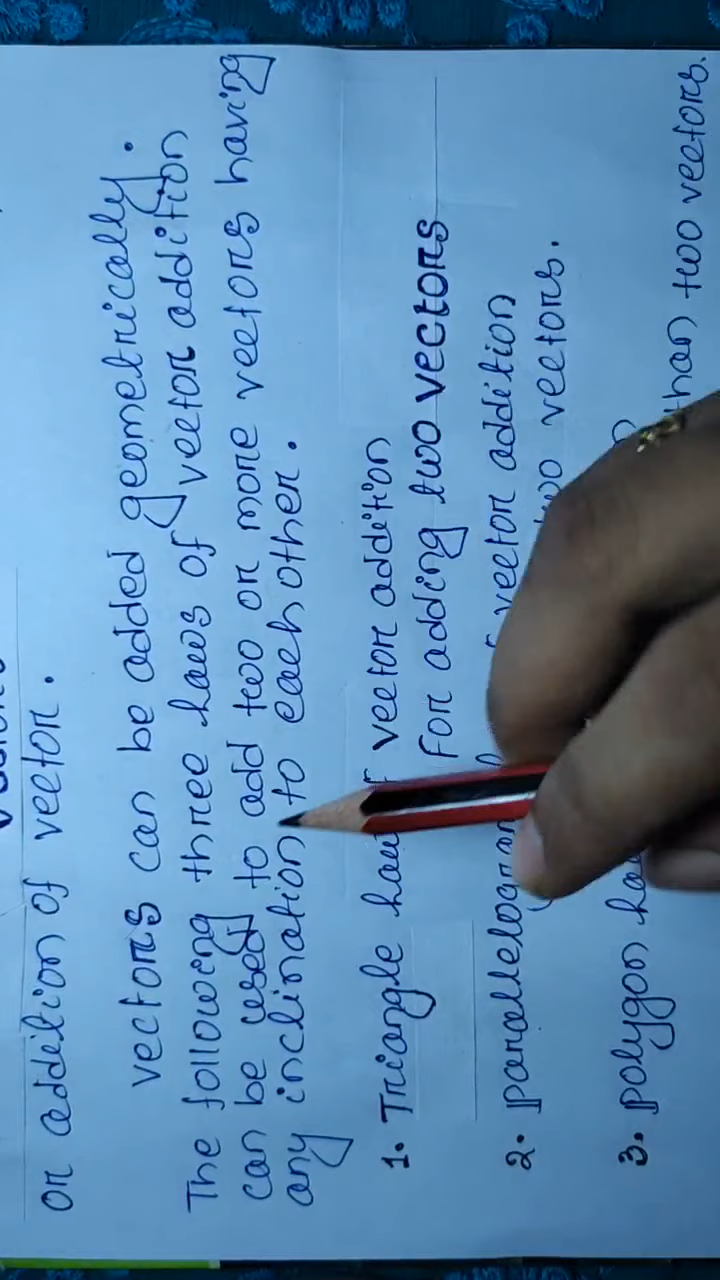 or addition of vector.
vectors can be added geometrically.
The following three laws of vector addition
can be used to add two or more vectors having
any inclination to each other.
1. Triangle law vector addition
For adding two vectors
2. parallelogram vector addition
two vectors.
3. polygon
than two vectors.